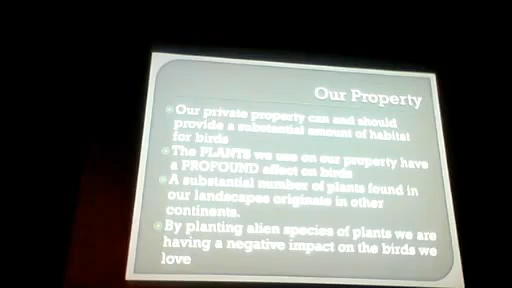 Our Property
Our private property can and should
provide a substantial amount of habitat
for birds
The PLANTS we use on our property have
a PROFOUND affect on birds
A substantial number of plants found in
our landscapes originate in other
continents.
By planting alien species of plants we are
having a negative impact on the birds we
love